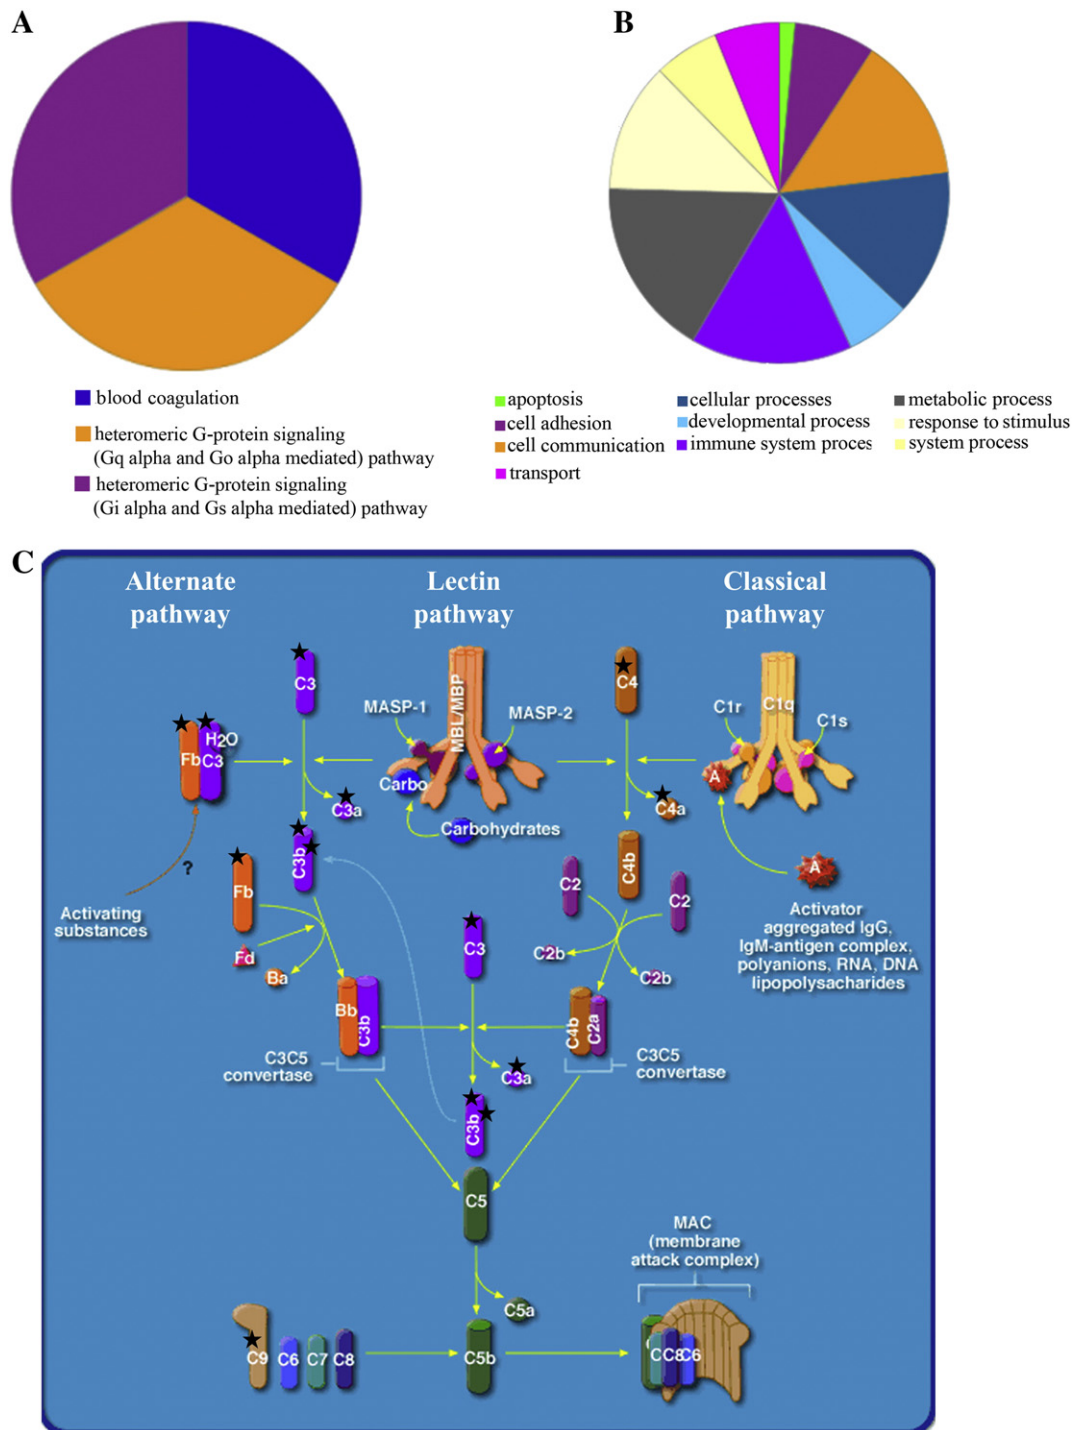 A
B
blood coagulation
heteromeric G-protein signaling
(Gq alpha and Go alpha mediated) pathway
heteromeric G-protein signaling
(Gi alpha and Gs alpha mediated) pathway
apoptosis
cell adhesion
cell communication
transport
cellular processes
developmental process
immune system proces
metabolic process
response to stimulus
system process
C
Alternate
pathway
Lectin
pathway
Classical
pathway
C3
MASP-1
MBL/MBP
MASP-2
C4
C1r
C1q
C1s
Fb
H2O
C3
Carbo
A
C3a
C4a
Carbohydrates
C3b
C4b
?
Fb
C2
C2
A
Activating
substances
Activator
aggregated IgG,
IgM-antigen complex,
polyanions, RNA, DNA
lipopolysacharides
Fd
Ba
C3
C2b
C2b
Bb
C3b
C4b
C2a
C3C5
convertase
C3a
C3C5
convertase
C3b
C5
MAC
(membrane
attack complex)
C5a
C9
C6
C7
C8
C5b
C
C8
C6